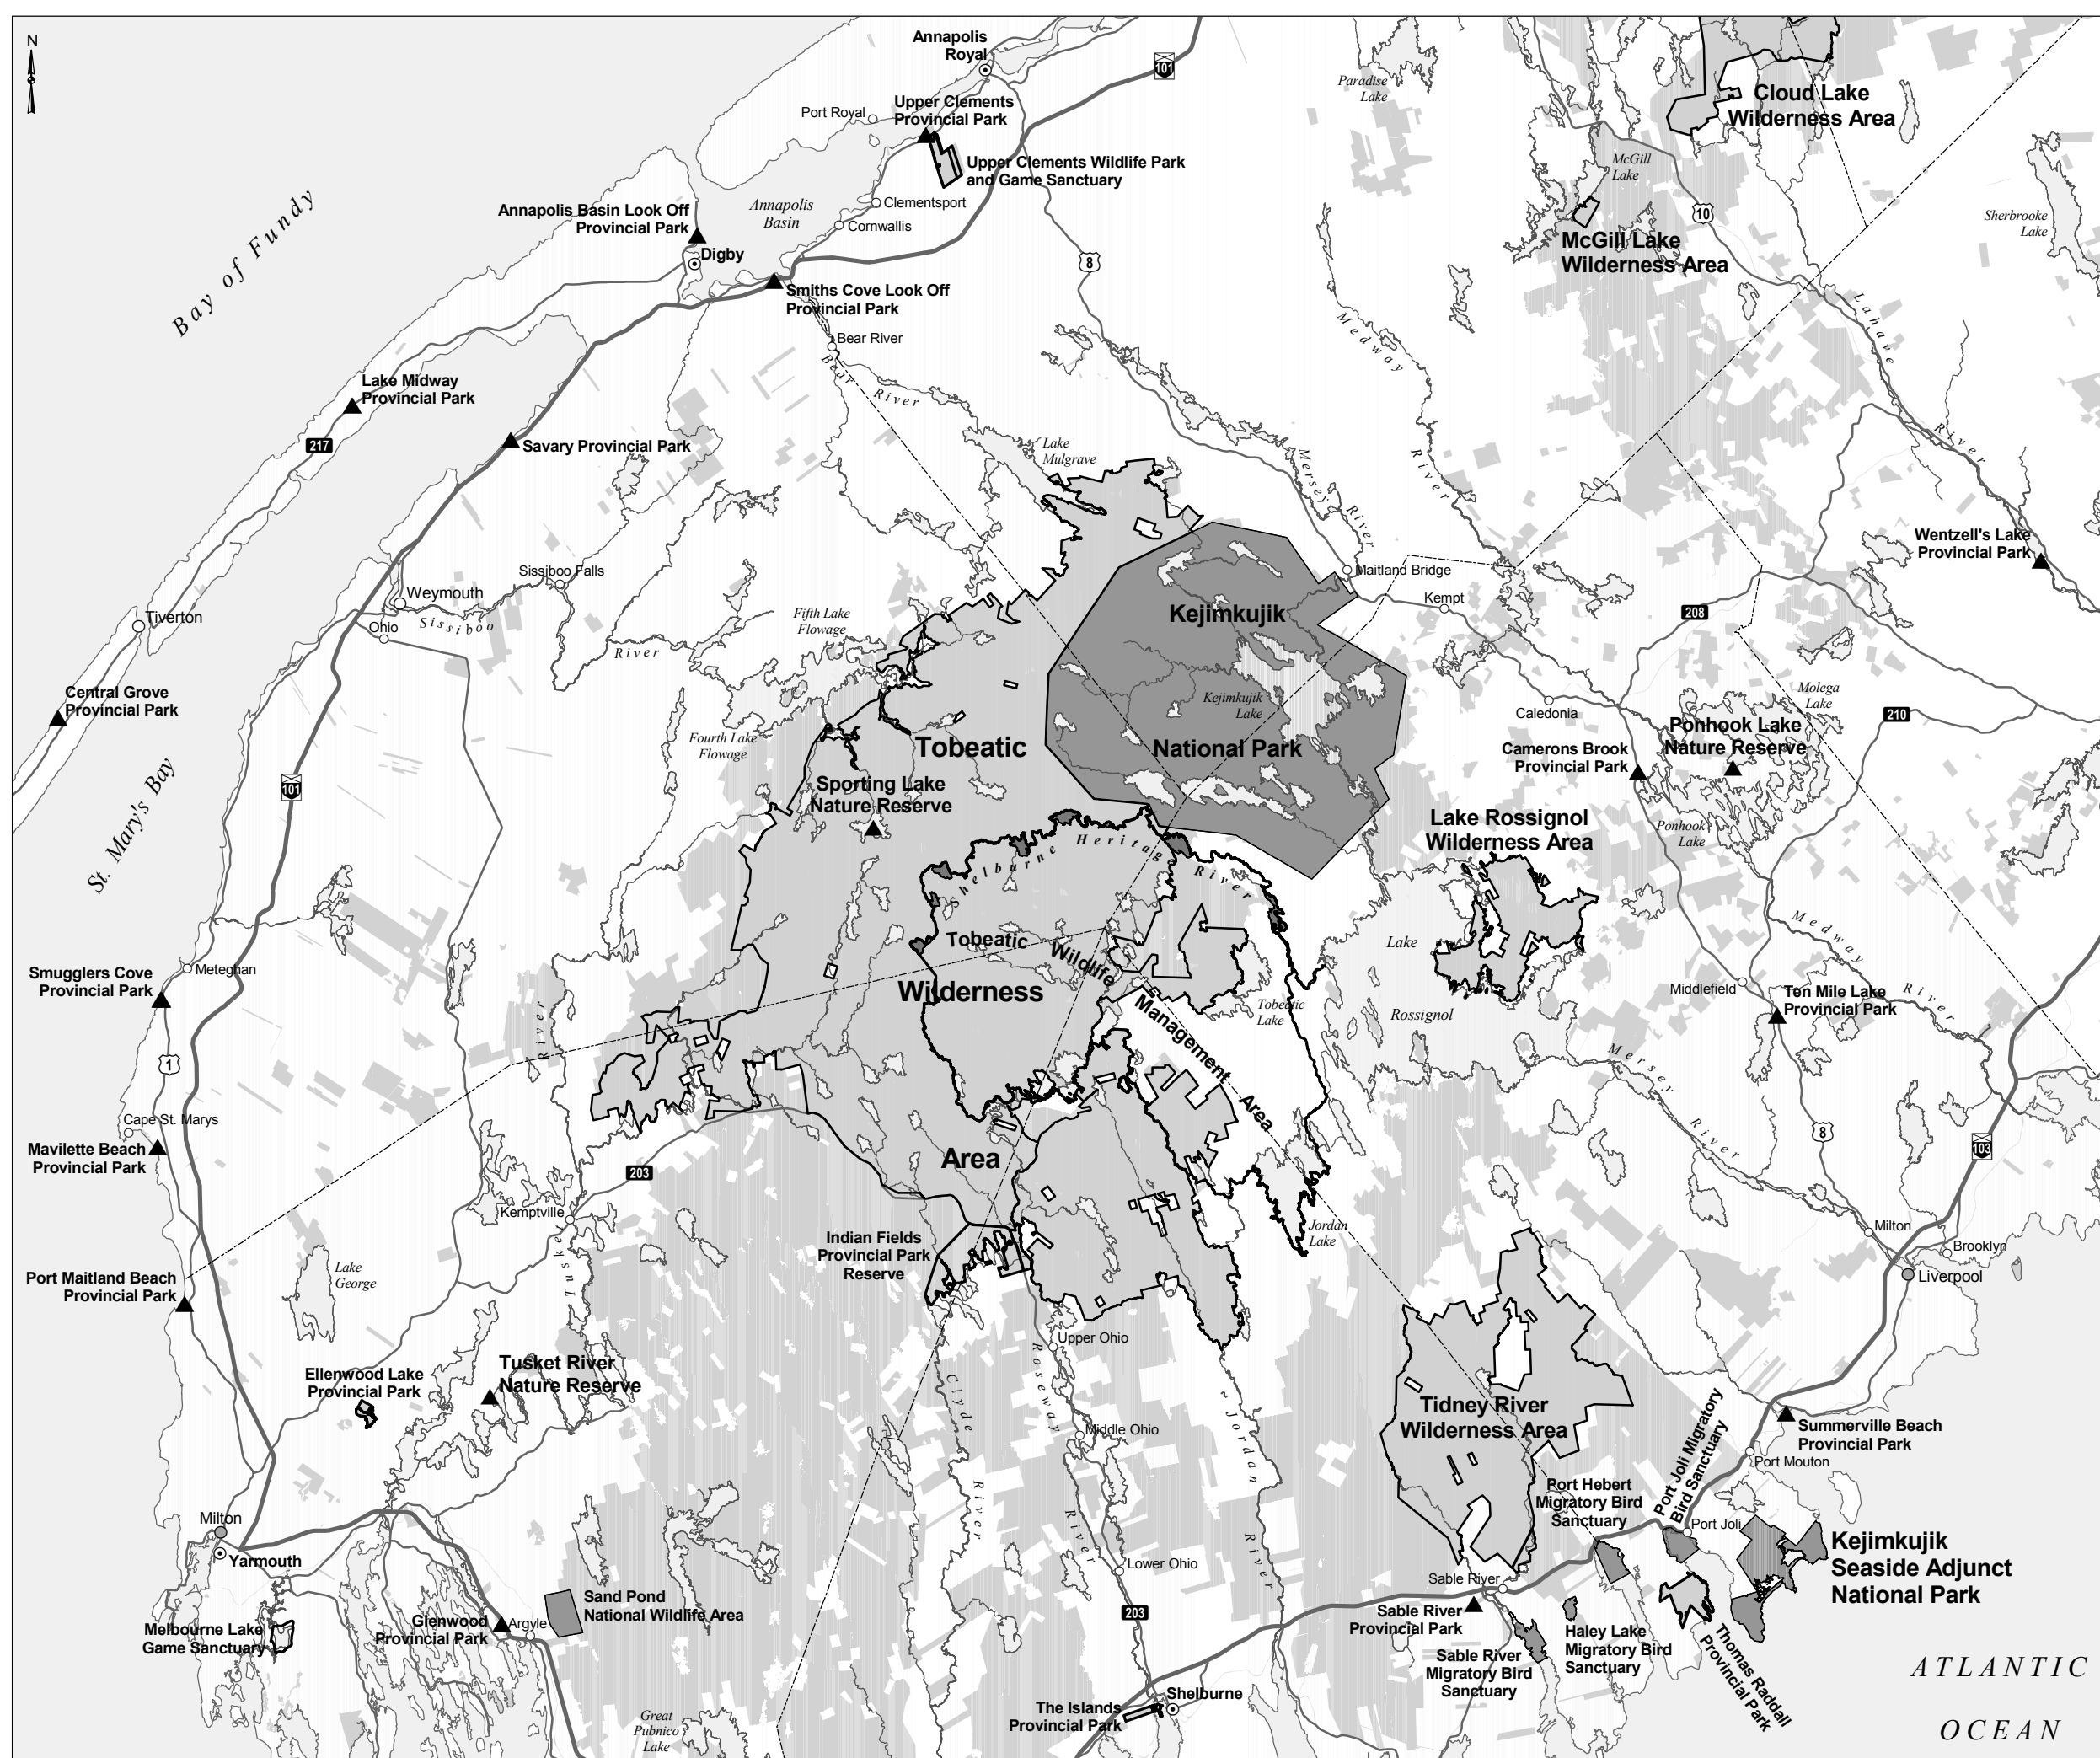 N
Annapolis
Royal
101
Paradise
Lake
Cloud Lake
Wilderness Area
Port Royal
Upper Clements
Provincial Park
Upper Clements Wildlife Park
and Game Sanctuary
McGill
Lake
10
Sherbrooke
Lake
Annapolis Basin Look Off
Provincial Park
Annapolis
Basin
Clementsport
Cornwallis
Digby
8
McGill Lake
Wilderness Area
Bay of Fundy
Smiths Cove Look Off
Provincial Park
Bear River
Bear River
Medway
River
Lahave
River
Lake Midway
Provincial Park
217
Savary Provincial Park
Lake
Mulgrave
Mersey
River
Wentzell's Lake
Provincial Park
Sissiboo Falls
Maitland Bridge
Weymouth
Tiverton
Ohio
Sissiboo
River
Fifth Lake
Flowage
Kejimkujik
Kempt
208
Central Grove
Provincial Park
Kejimkujik
Lake
Caledonia
Molega
Lake
210
Fourth Lake
Flowage
Tobeatic
National Park
Camerons Brook
Provincial Park
Ponhook Lake
Nature Reserve
101
St. Mary's Bay
Sporting Lake
Nature Reserve
Lake Rossignol
Wilderness Area
Ponhook
Lake
Shelburne Heritage River
Smugglers Cove
Provincial Park
Meteghan
Tobeatic
Wildlife
Management
Area
Wilderness
Lake
Rossignol
Tobeatic
Lake
Middlefield
Medway
River
Ten Mile Lake
Provincial Park
River
1
Mersey
River
Cape St. Marys
Mavilette Beach
Provincial Park
203
Area
8
103
Kemptville
Tusket
Indian Fields
Provincial Park
Reserve
Jordan
Lake
Milton
Brooklyn
Liverpool
Lake
George
Port Maitland Beach
Provincial Park
Upper Ohio
Ellenwood Lake
Provincial Park
Tusket River
Nature Reserve
Clyde
River
Roseway
River
Jordan
River
Middle Ohio
Tidney River
Wilderness Area
Port Joli Migratory
Bird Sanctuary
Summerville Beach
Provincial Park
Port Mouton
Port Hebert
Migratory Bird
Sanctuary
Port Joli
Milton
Yarmouth
Lower Ohio
Kejimkujik
Seaside Adjunct
National Park
Sable River
Sand Pond
National Wildlife Area
203
Melbourne Lake
Game Sanctuary
Glenwood
Provincial Park
Argyle
Sable River
Provincial Park
Haley Lake
Migratory Bird
Sanctuary
Sable River
Migratory Bird
Sanctuary
Thomas Raddall
Provincial Park
ATLANTIC
OCEAN
Great
Pubnico
Lake
The Islands
Provincial Park
Shelburne